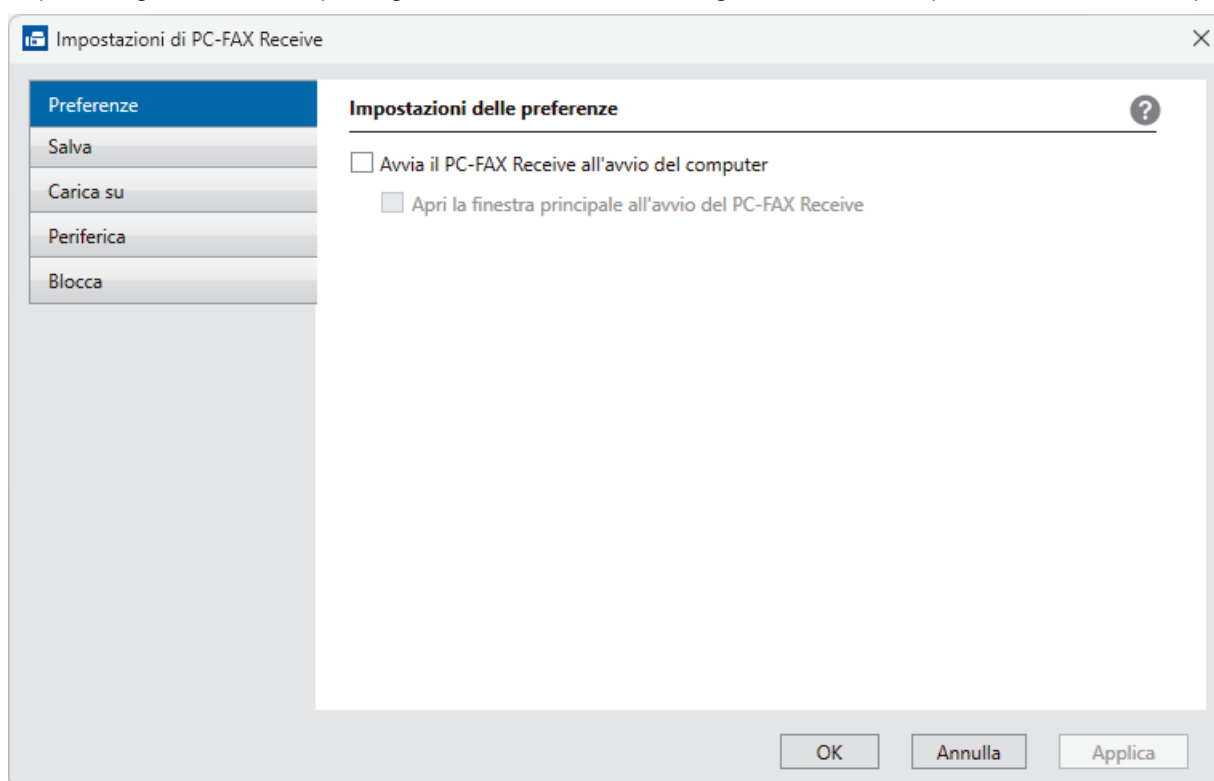 Impostazioni di PC-FAX Receive
Preferenze
Salva
Carica su
Periferica
Blocca
Impostazioni delle preferenze
?
Avvia il PC-FAX Receive all'avvio del computer
Apri la finestra principale all'avvio del PC-FAX Receive
OK Annulla Applica